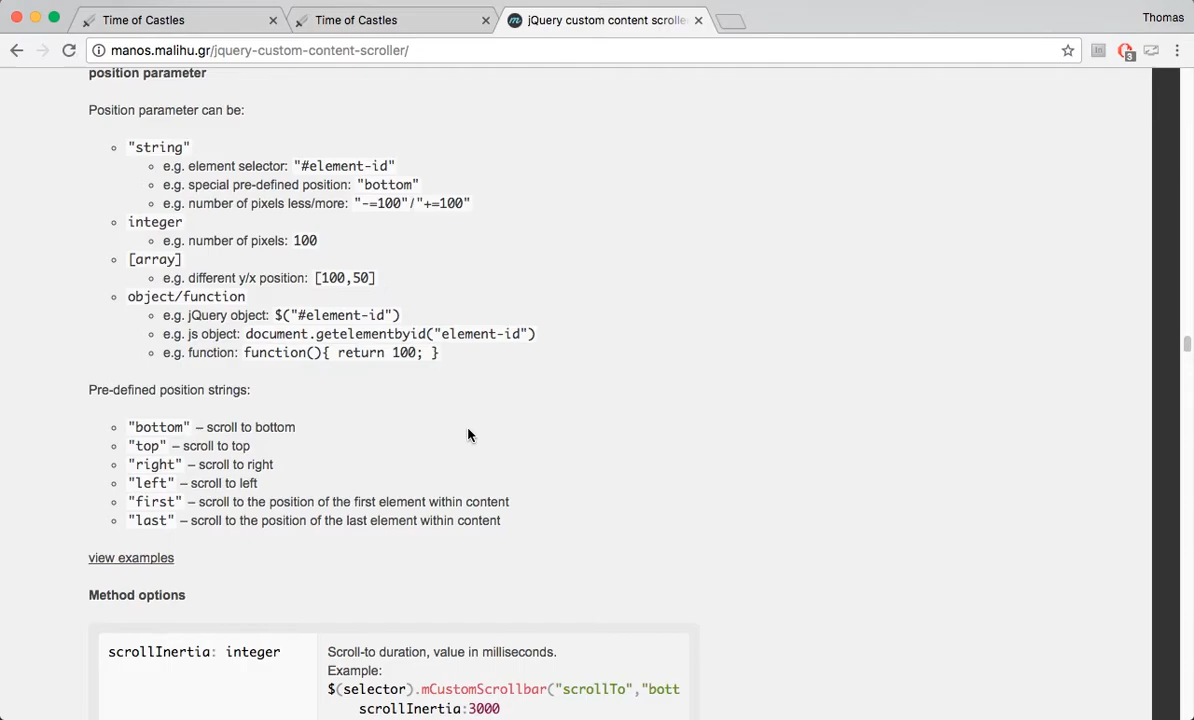 Time of Castles
Time of Castles
jQuery custom content scroller
Thomas
manos.malihu.gr/jquery-custom-content-scroller/
3
position parameter
Position parameter can be:
"string"
e.g. element selector: "#element-id"
e.g. special pre-defined position: "bottom"
e.g. number of pixels less/more: "-=100"/"+=100"
integer
e.g. number of pixels: 100
[array]
e.g. different y/x position: [100,50]
object/function
e.g. jQuery object: $("#element-id")
e.g. js object: document.getelementbyid("element-id")
e.g. function: function(){ return 100; }
Pre-defined position strings:
"bottom" – scroll to bottom
"top" – scroll to top
"right" – scroll to right
"left" – scroll to left
"first" – scroll to the position of the first element within content
"last" – scroll to the position of the last element within content
view examples
Method options
scrollInertia: integer
Scroll-to duration, value in milliseconds.
Example:
$(selector).mCustomScrollbar("scrollTo","bott
scrollInertia:3000